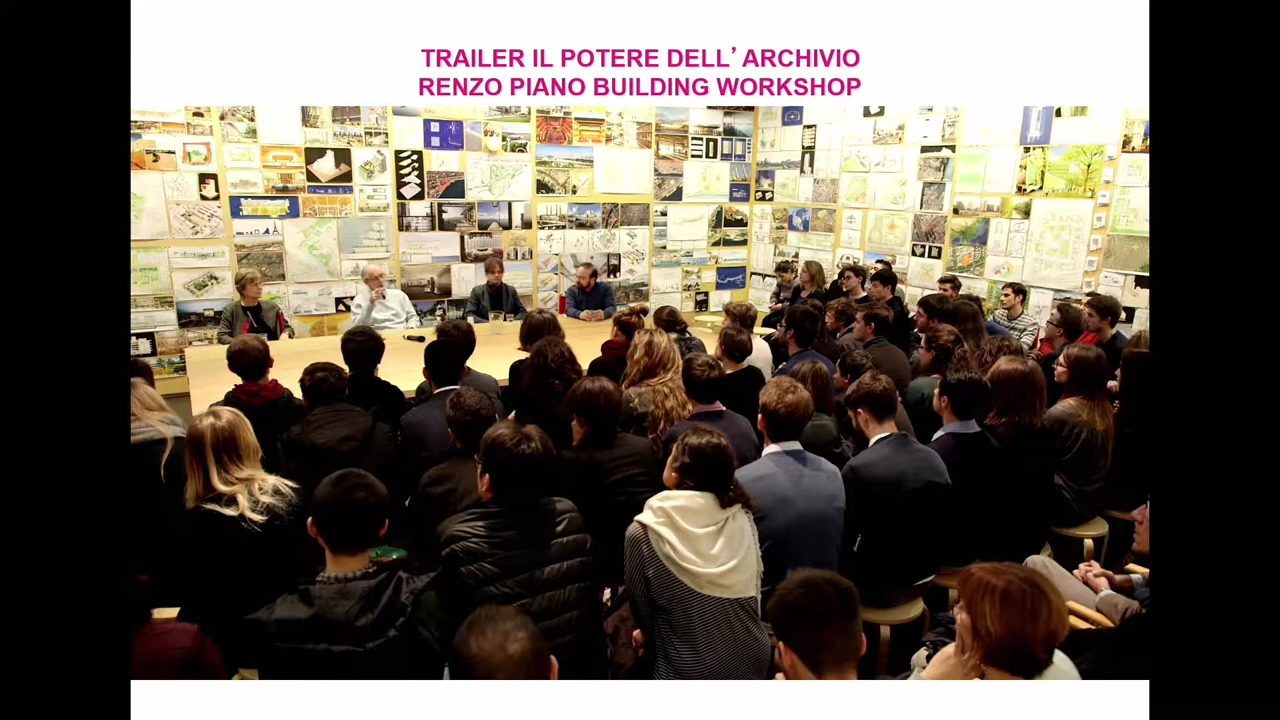 TRAILER IL POTERE DELL’ ARCHIVIO
RENZO PIANO BUILDING WORKSHOP